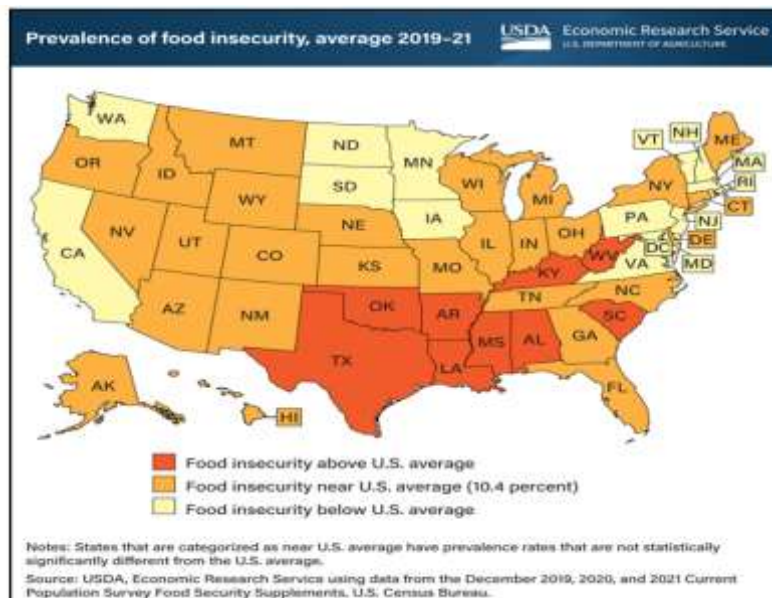 Prevalence of food insecurity, average 2019–21
USDA Economic Research Service
U.S. DEPARTMENT OF AGRICULTURE
WA
MT
ND
MN
VT
NH
ME
OR
ID
WY
SD
WI
MI
NY
MA
RI
CT
NV
UT
CO
NE
IA
IL
IN
OH
PA
NJ
DE
DC
MD
CA
KS
MO
KY
WV
VA
AZ
NM
OK
AR
TN
NC
SC
TX
LA
MS
AL
GA
FL
AK
HI
Food insecurity above U.S. average
Food insecurity near U.S. average (10.4 percent)
Food insecurity below U.S. average
Notes: States that are categorized as near U.S. average have prevalence rates that are not statistically
significantly different from the U.S. average.
Source: USDA, Economic Research Service using data from the December 2019, 2020, and 2021 Current
Population Survey Food Security Supplements, U.S. Census Bureau.